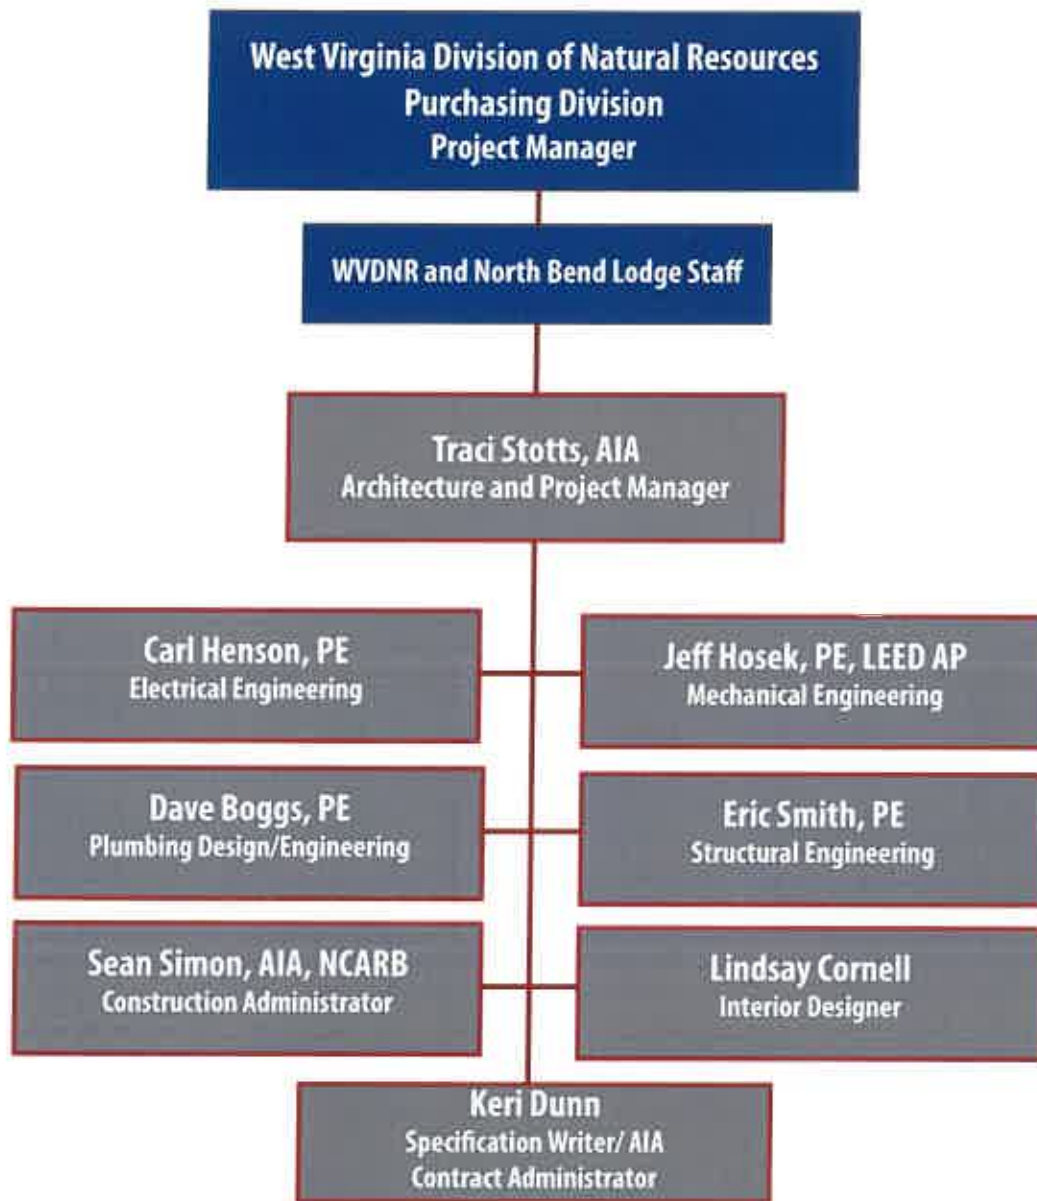 West Virginia Division of Natural Resources
Purchasing Division
Project Manager
WVDNR and North Bend Lodge Staff
Traci Stotts, AIA
Architecture and Project Manager
Carl Henson, PE
Electrical Engineering
Jeff Hosek, PE, LEED AP
Mechanical Engineering
Dave Boggs, PE
Plumbing Design/Engineering
Eric Smith, PE
Structural Engineering
Sean Simon, AIA, NCARB
Construction Administrator
Lindsay Cornell
Interior Designer
Keri Dunn
Specification Writer/ AIA
Contract Administrator